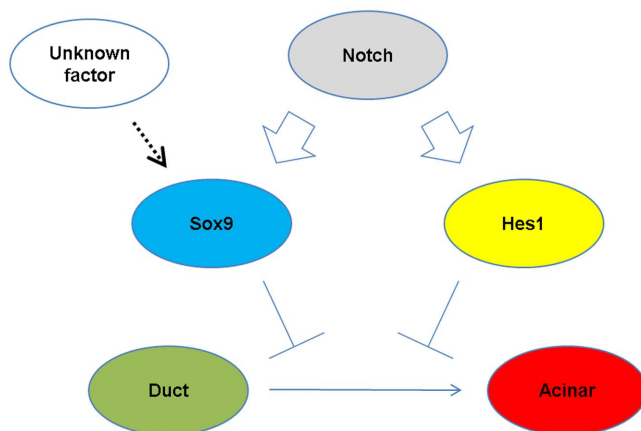 Unknown
factor
Notch
Sox9
Hes1
Duct
Acinar